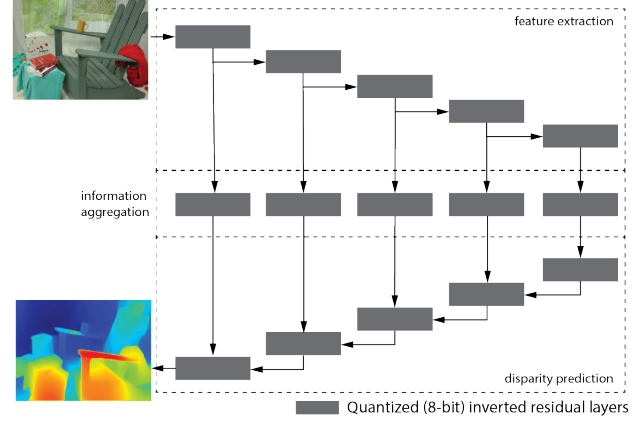 feature extraction
information
aggregation
disparity prediction
Quantized (8-bit) inverted residual layers